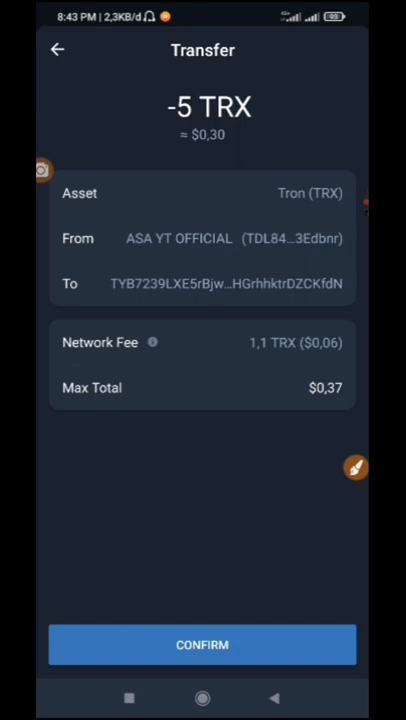 8:43 PM | 2,3KB/d
Transfer
-5 TRX
≈ $0,30
Asset Tron (TRX)
From ASA YT OFFICIAL (TDL84...3Edbnr)
To TYB7239LXE5rBjw...HGrhhktrDZCKfdN
Network Fee 1,1 TRX ($0,06)
Max Total $0,37
CONFIRM